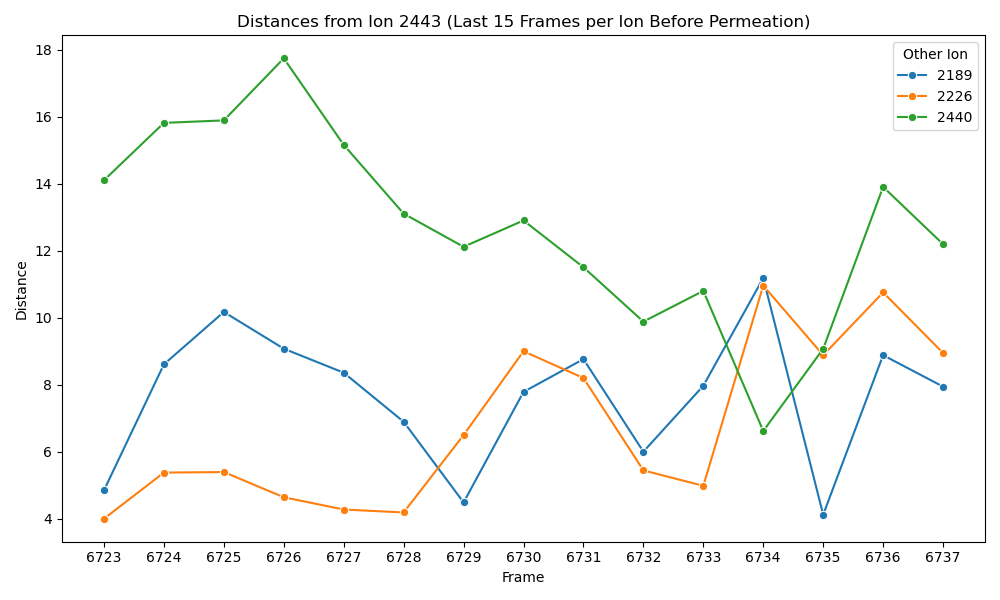 Distances from Ion 2443 (Last 15 Frames per Ion Before Permeation)
Other Ion
2189
2226
2440
Distance
18
16
14
12
10
8
6
4
6723 6724 6725 6726 6727 6728 6729 6730 6731 6732 6733 6734 6735 6736 6737
Frame